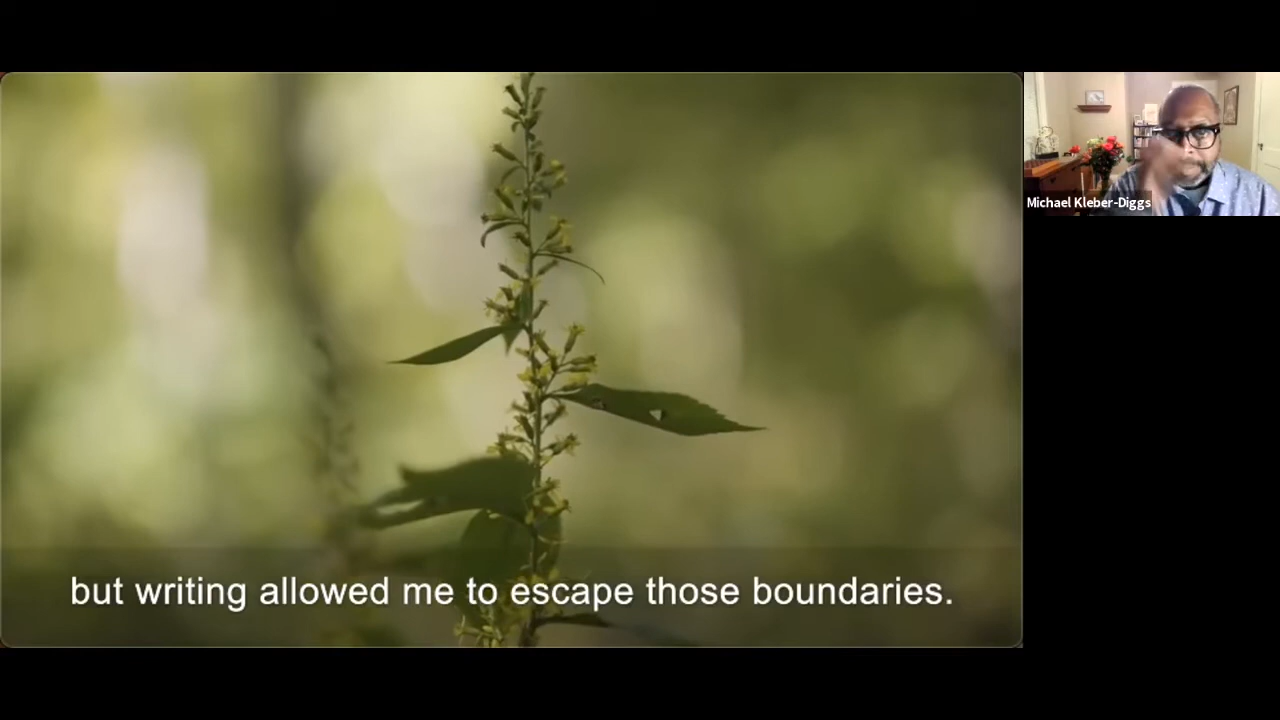 Michael Kleber-Diggs
but writing allowed me to escape those boundaries.